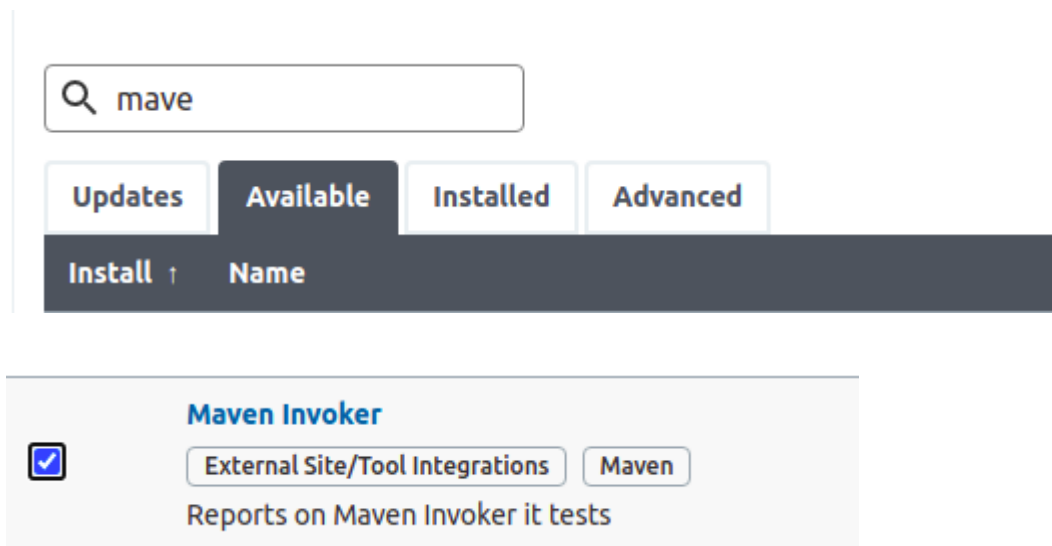 mave
Updates Available Installed Advanced
Install ↑ Name
Maven Invoker
External Site/Tool Integrations Maven
Reports on Maven Invoker it tests